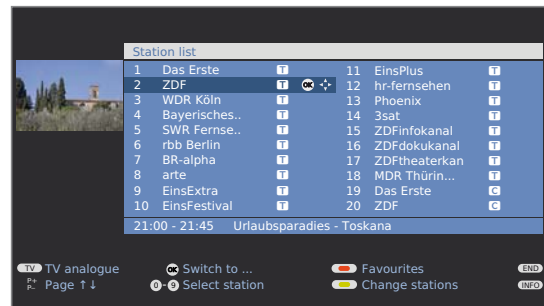 Station list
1 Das Erste T 11 EinsPlus T
2 ZDF T OK 12 hr-fernsehen T
3 WDR Köln T 13 Phoenix T
4 Bayerisches.. T 14 3sat T
5 SWR Fernse.. T 15 ZDFinfokanal T
6 rbb Berlin T 16 ZDFdokukanal T
7 BR-alpha T 17 ZDFtheaterkan T
8 arte T 18 MDR Thürin... T
9 EinsExtra T 19 Das Erste C
10 EinsFestival T 20 ZDF C
21:00 - 21:45 Urlaubsparadies - Toskana
TV TV analogue OK Switch to ... Favourites END
P+ P– Page ↑↓ 0-9 Select station Change stations INFO